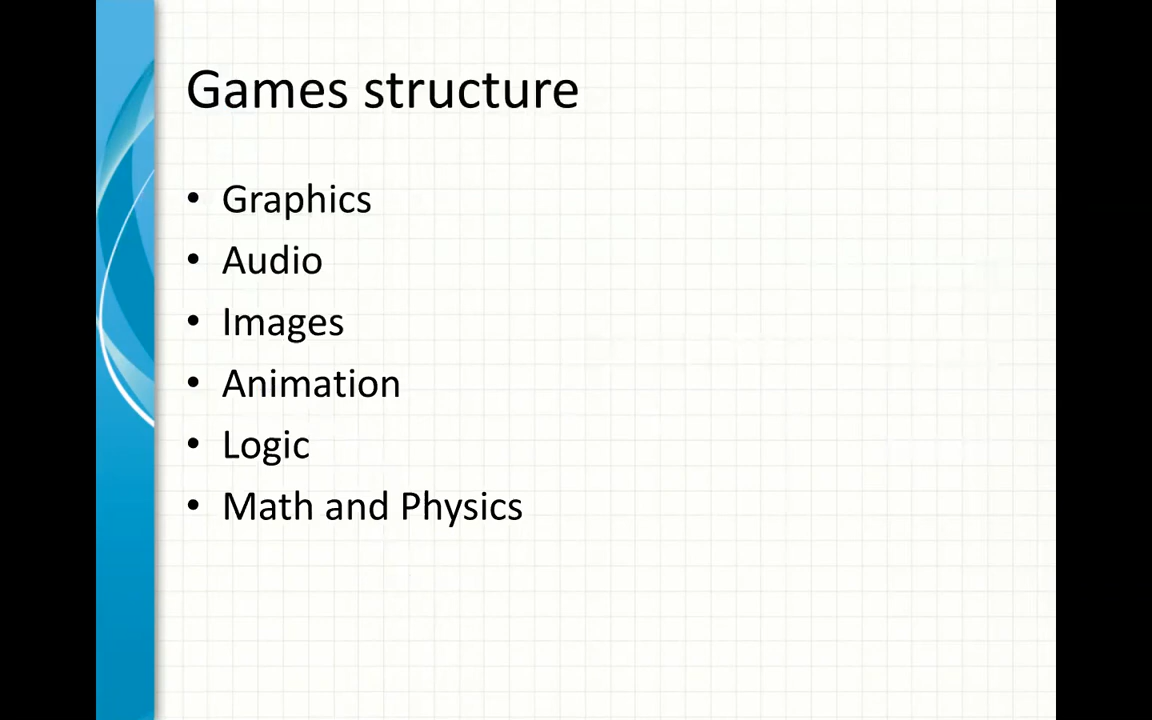 Games structure
• Graphics
• Audio
• Images
• Animation
• Logic
• Math and Physics